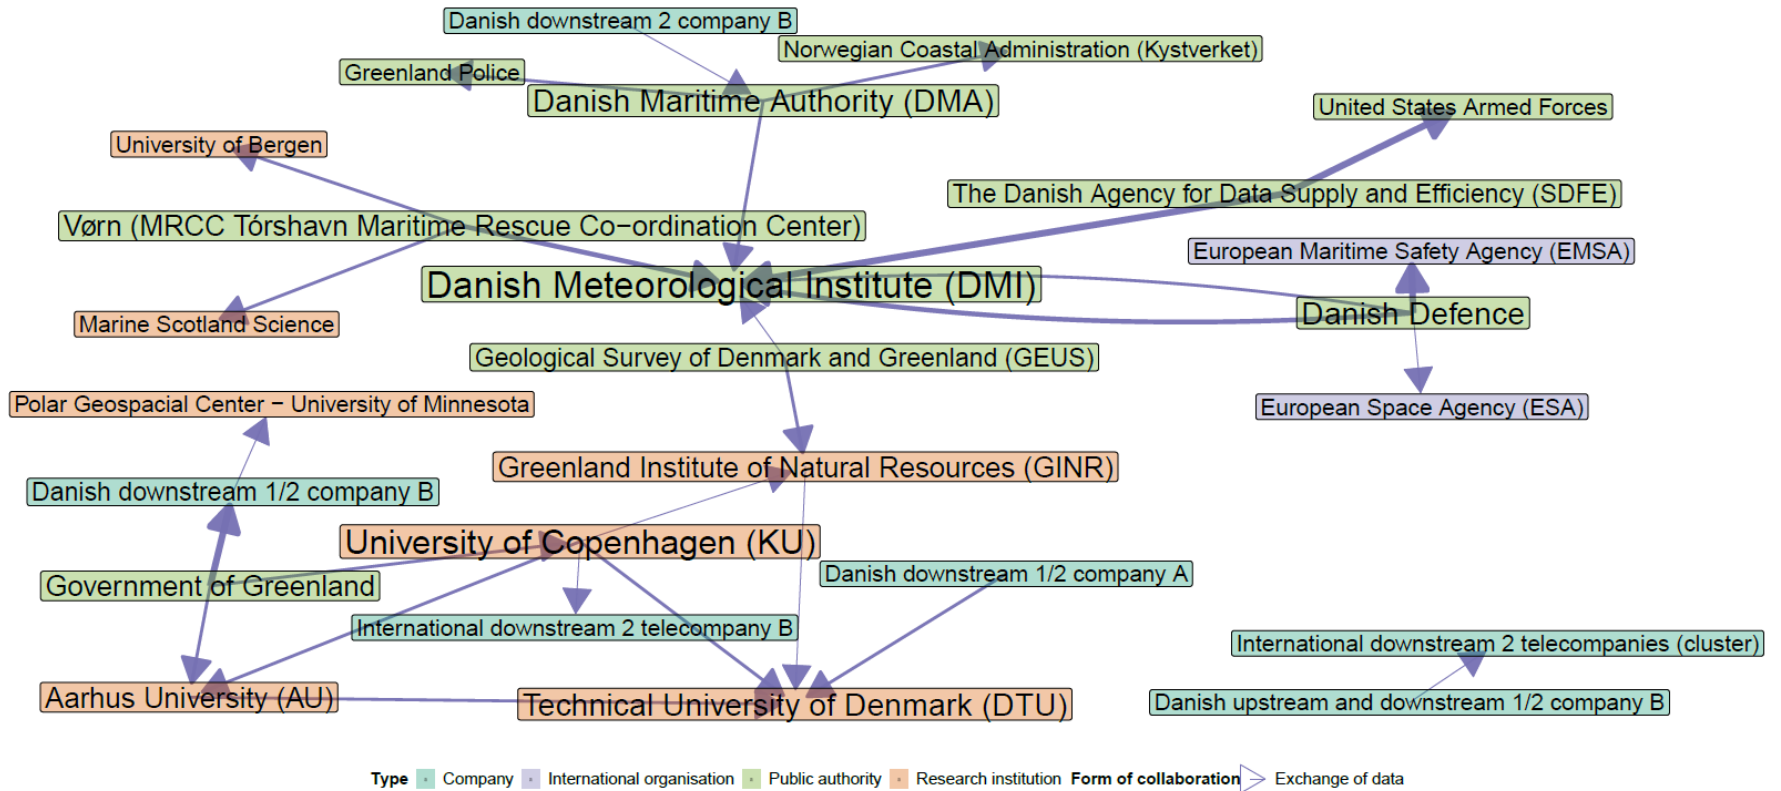 Danish downstream 2 company B
Norwegian Coastal Administration (Kystverket)
Greenland Police
Danish Maritime Authority (DMA)
United States Armed Forces
University of Bergen
The Danish Agency for Data Supply and Efficiency (SDFE)
Vørn (MRCC Tórshavn Maritime Rescue Co−ordination Center)
European Maritime Safety Agency (EMSA)
Danish Meteorological Institute (DMI)
Danish Defence
Marine Scotland Science
Geological Survey of Denmark and Greenland (GEUS)
Polar Geospacial Center − University of Minnesota
European Space Agency (ESA)
Greenland Institute of Natural Resources (GINR)
Danish downstream 1/2 company B
University of Copenhagen (KU)
Danish downstream 1/2 company A
Government of Greenland
International downstream 2 telecompany B
International downstream 2 telecompanies (cluster)
Aarhus University (AU)
Technical University of Denmark (DTU)
Danish upstream and downstream 1/2 company B
Type Company International organisation Public authority Research institution Form of collaboration Exchange of data